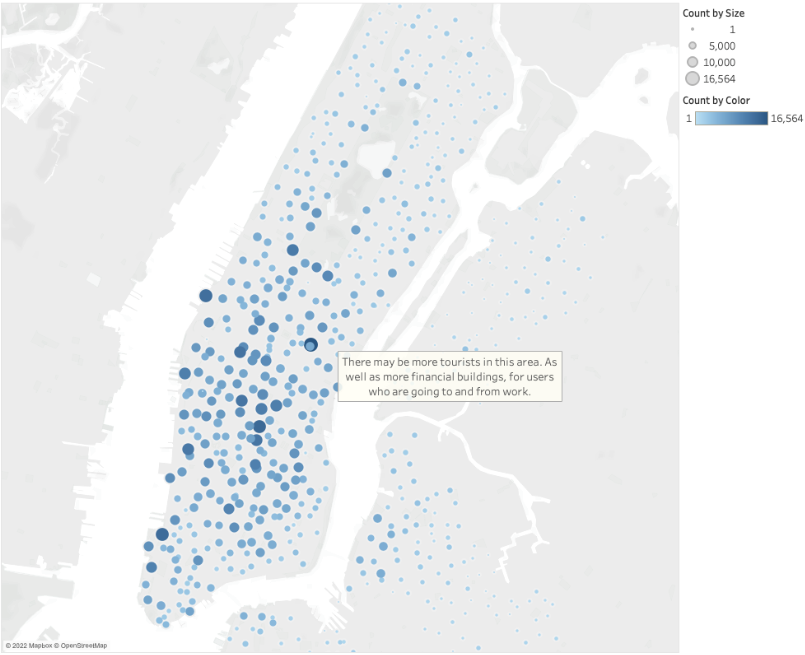 Count by Size
1
5,000
10,000
16,564
Count by Color
1 16,564
There may be more tourists in this area. As
well as more financial buildings, for users
who are going to and from work.
© 2022 Mapbox © OpenStreetMap